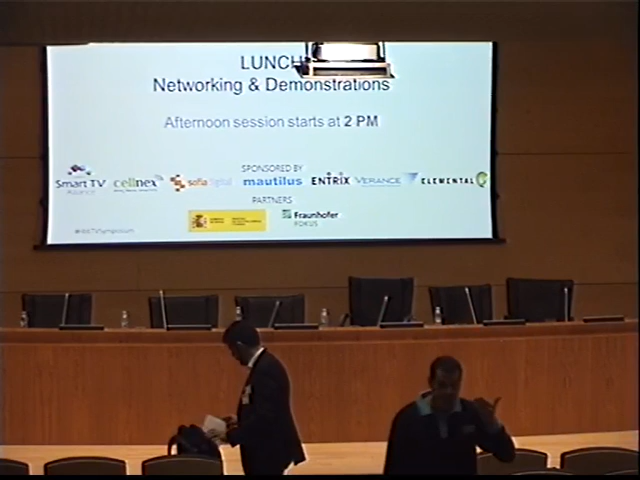 LUNCH
Networking & Demonstrations
Afternoon session starts at 2 PM
SPONSORED BY
Smart TV
Alliance
cellnex
sofia digital
mautilus
ENTRIX
VERANCE
ELEMENTAL
PARTNERS
Fraunhofer
FOKUS